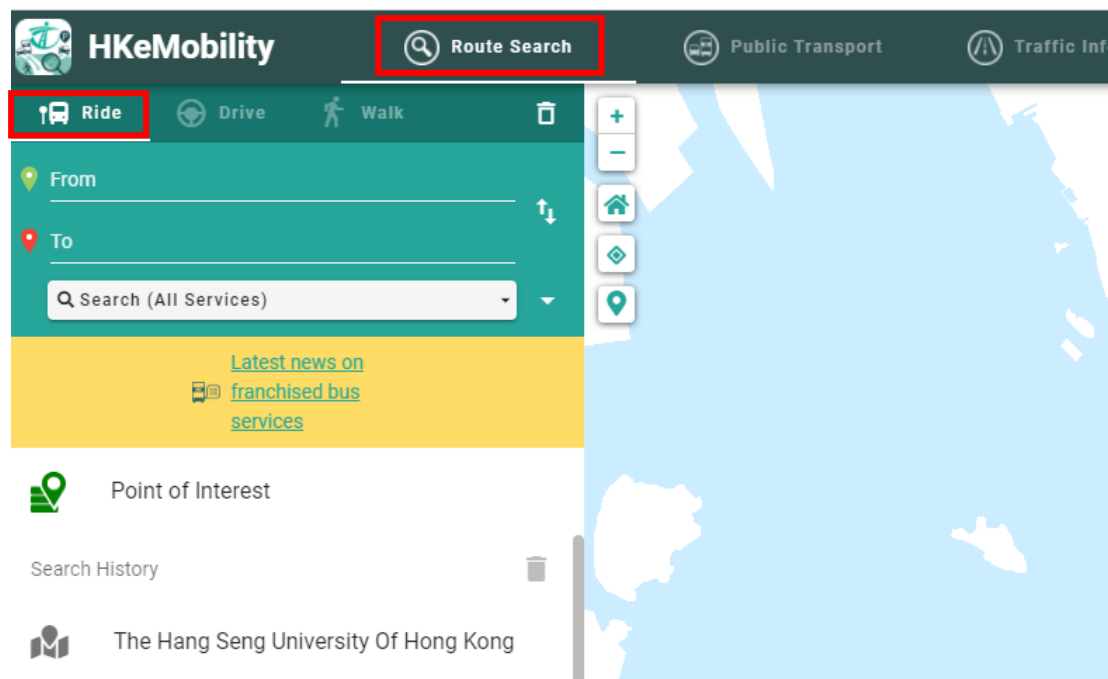 HKeMobility
Route Search
Public Transport
Traffic Inf
Ride
Drive
Walk
From
To
Search (All Services)
Latest news on
franchised bus
services
Point of Interest
Search History
The Hang Seng University Of Hong Kong